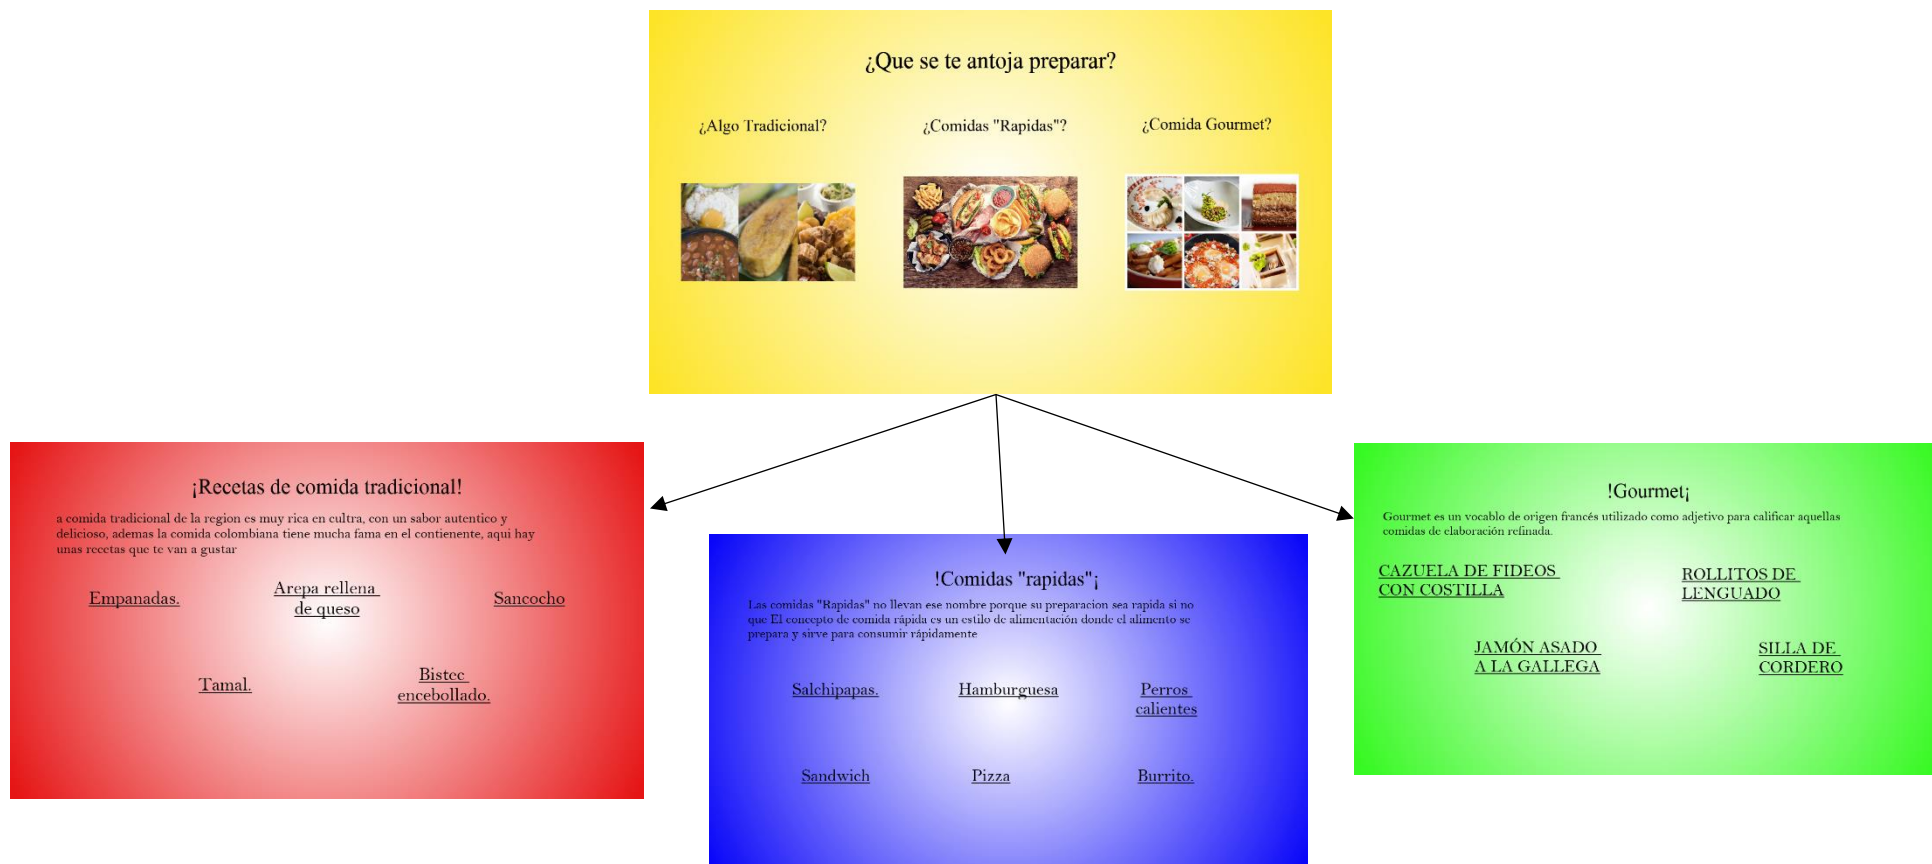 ¿Que se te antoja preparar?
¿Algo Tradicional?
¿Comidas "Rapidas"?
¿Comida Gourmet?
¡Recetas de comida tradicional!
a comida tradicional de la region es muy rica en cultra, con un sabor autentico y
delicioso, ademas la comida colombiana tiene mucha fama en el contienente, aqui hay
unas recetas que te van a gustar
Empanadas.
Arepa rellena
de queso
Sancocho
Tamal.
Bistec
encebollado.
!Comidas "rapidas"¡
Las comidas "Rapidas" no llevan ese nombre porque su preparacion sea rapida si no
que El concepto de comida rápida es un estilo de alimentación donde el alimento se
prepara y sirve para consumir rápidamente
Salchipapas.
Hamburguesa
Perros
calientes
Sandwich
Pizza
Burrito.
!Gourmet¡
Gourmet es un vocablo de origen francés utilizado como adjetivo para calificar aquellas
comidas de elaboración refinada.
CAZUELA DE FIDEOS
CON COSTILLA
ROLLITOS DE
LENGUADO
JAMÓN ASADO
A LA GALLEGA
SILLA DE
CORDERO